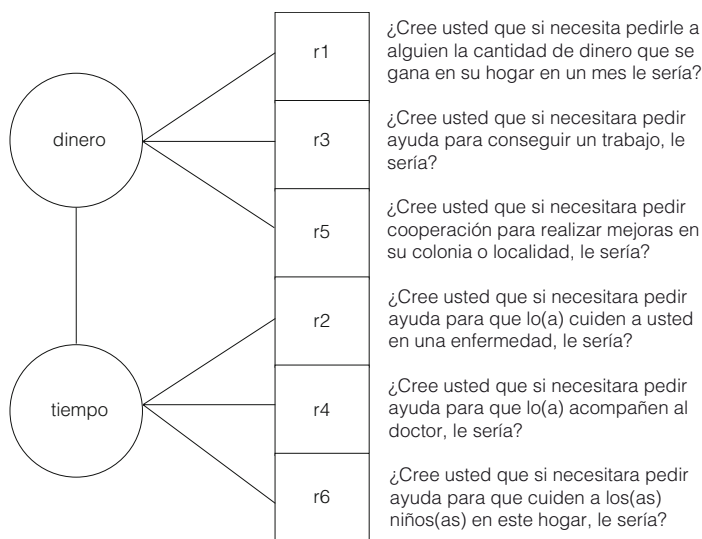 r1
¿Cree usted que si necesita pedirle a
alguien la cantidad de dinero que se
gana en su hogar en un mes le sería?
dinero
r3
¿Cree usted que si necesitara pedir
ayuda para conseguir un trabajo, le
sería?
r5
¿Cree usted que si necesitara pedir
cooperación para realizar mejoras en
su colonia o localidad, le sería?
r2
¿Cree usted que si necesitara pedir
ayuda para que lo(a) cuiden a usted
en una enfermedad, le sería?
tiempo
r4
¿Cree usted que si necesitara pedir
ayuda para que lo(a) acompañen al
doctor, le sería?
r6
¿Cree usted que si necesitara pedir
ayuda para que cuiden a los(as)
niños(as) en este hogar, le sería?